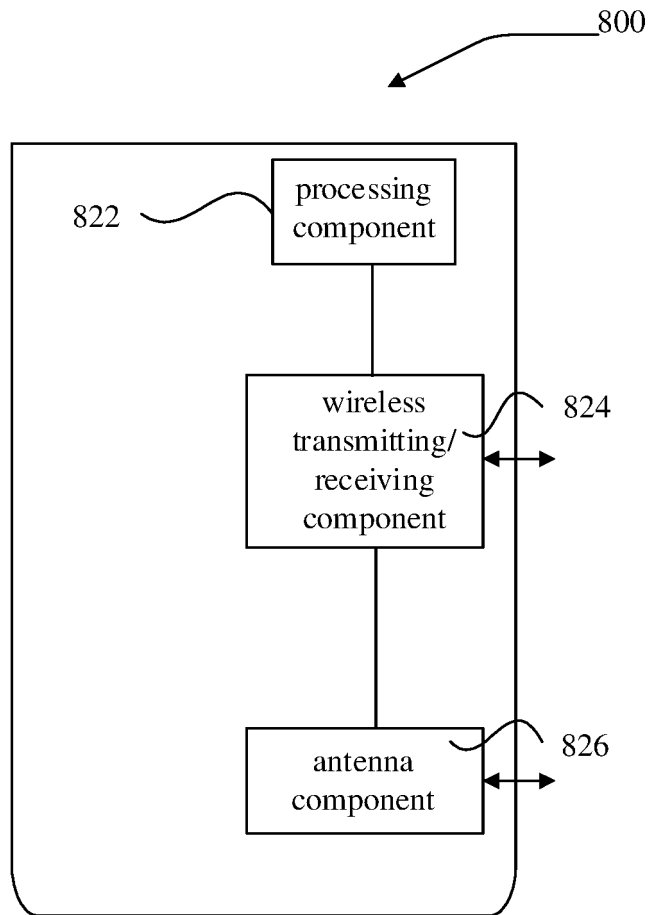 800
processing
component
822
wireless
transmitting/
receiving
component
824
antenna
component
826